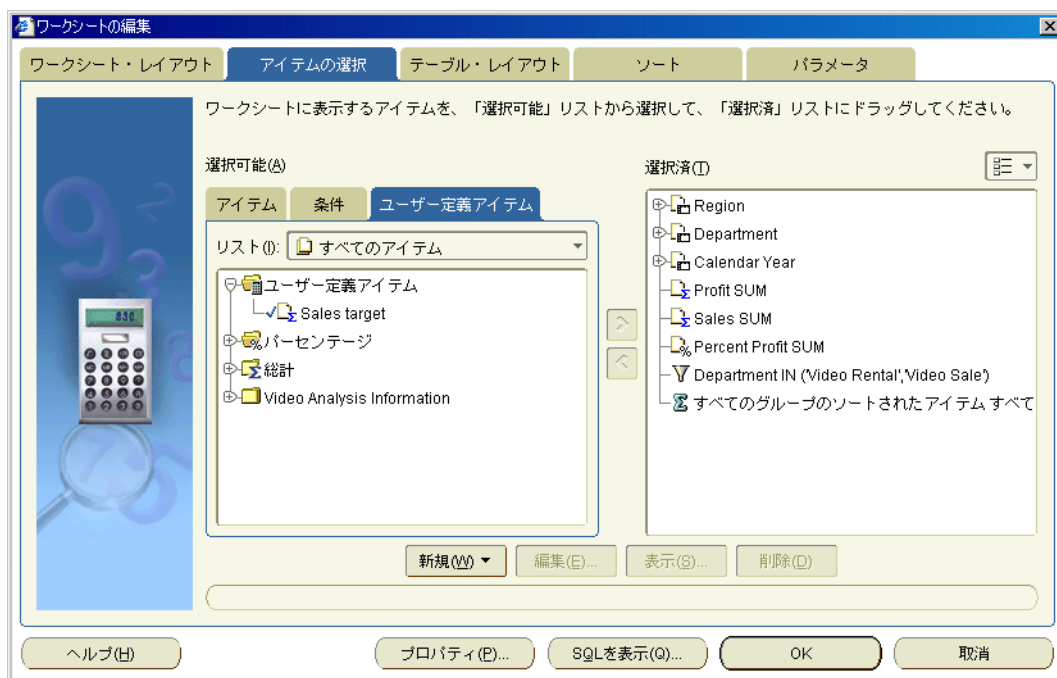 ワークシートの編集
ワークシート・レイアウト アイテムの選択 テーブル・レイアウト ソート パラメータ
ワークシートに表示するアイテムを、「選択可能」リストから選択して、「選択済」リストにドラッグしてください。
選択可能(A)
選択済(T)
アイテム 条件 ユーザー定義アイテム
リスト(I): すべてのアイテム
ユーザー定義アイテム
Sales target
パーセンテージ
総計
Video Analysis Information
Region
Department
Calendar Year
Profit SUM
Sales SUM
Percent Profit SUM
Department IN ('Video Rental','Video Sale')
すべてのグループのソートされたアイテム すべて
新規(W) 編集(E)... 表示(S)... 削除(D)
ヘルプ(H) プロパティ(P)... SQLを表示(Q)... OK 取消